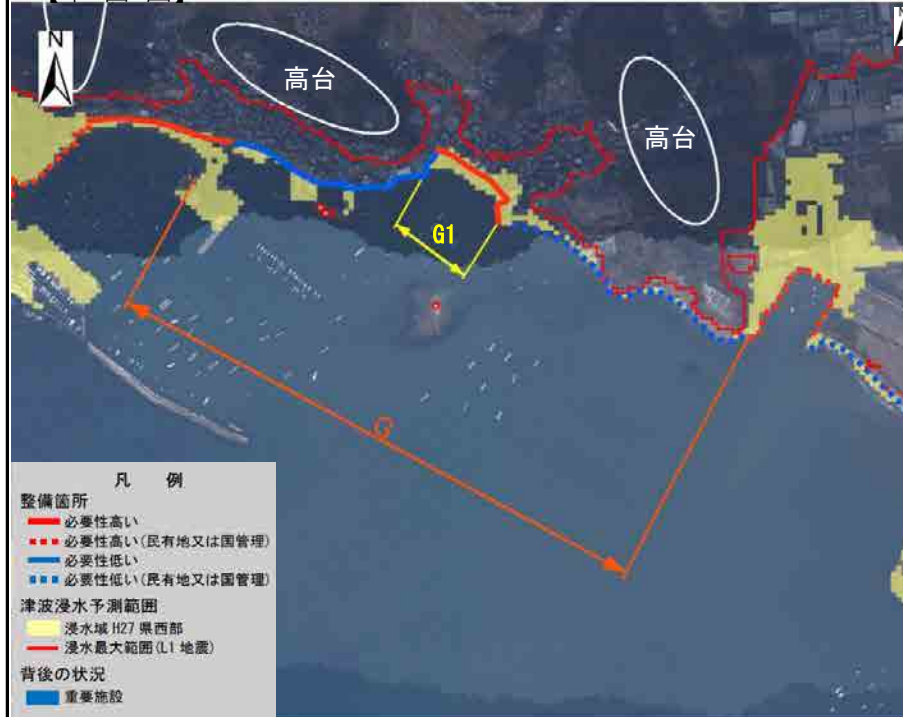 N
高台
高台
G1
G
凡 例
整備箇所
必要性高い
必要性高い(民有地又は国管理)
必要性低い
必要性低い(民有地又は国管理)
津波浸水予測範囲
浸水域 H27 県西部
浸水最大範囲(L1 地震)
背後の状況
重要施設